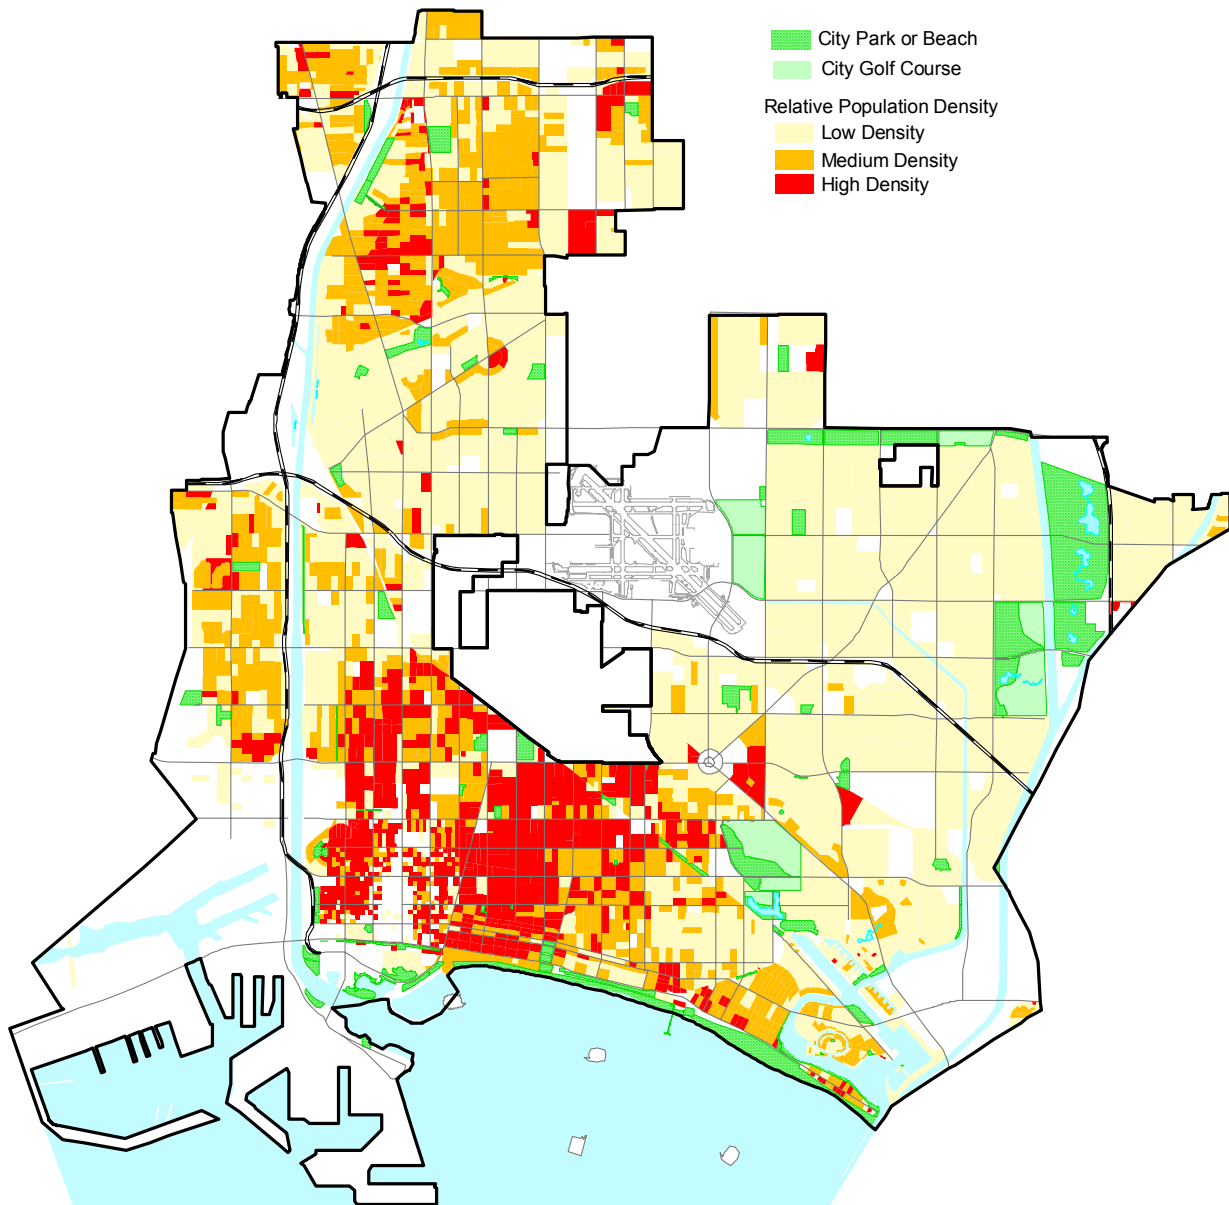 City Park or Beach
City Golf Course
Relative Population Density
Low Density
Medium Density
High Density